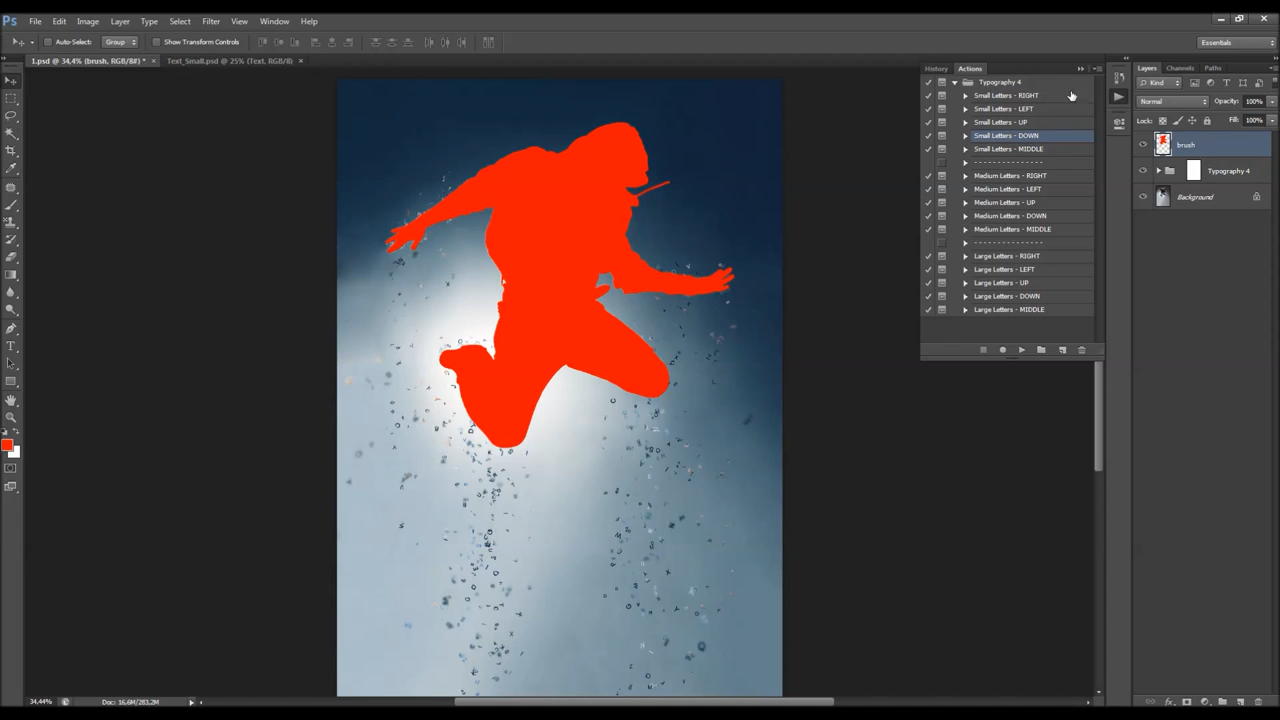 Ps File Edit Image Layer Type Select Filter View Window Help
Auto-Select: Group Show Transform Controls Essentials
1.psd @ 34,4% (brush, RGB/8#) * × Text_Small.psd @ 25% (Text, RGB/8) ×
History Actions
Typography 4
Small Letters - RIGHT
Small Letters - LEFT
Small Letters - UP
Small Letters - DOWN
Small Letters - MIDDLE
- - - - - - - - - - - - - - - -
Medium Letters - RIGHT
Medium Letters - LEFT
Medium Letters - UP
Medium Letters - DOWN
Medium Letters - MIDDLE
- - - - - - - - - - - - - - - -
Large Letters - RIGHT
Large Letters - LEFT
Large Letters - UP
Large Letters - DOWN
Large Letters - MIDDLE
Layers Channels Paths
Kind
Normal Opacity: 100%
Lock: Fill: 100%
brush
Typography 4
Background
34,44% Doc: 16,6M/283,2M